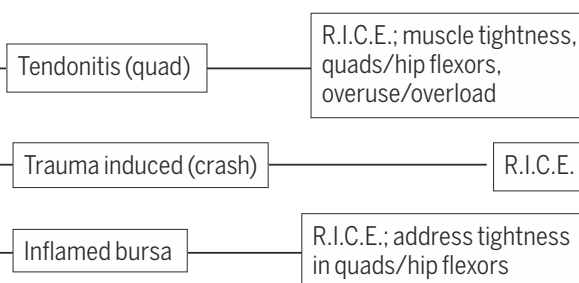 Tendonitis (quad)
R.I.C.E.; muscle tightness,
quads/hip flexors,
overuse/overload
Trauma induced (crash)
R.I.C.E.
Inflamed bursa
R.I.C.E.; address tightness
in quads/hip flexors